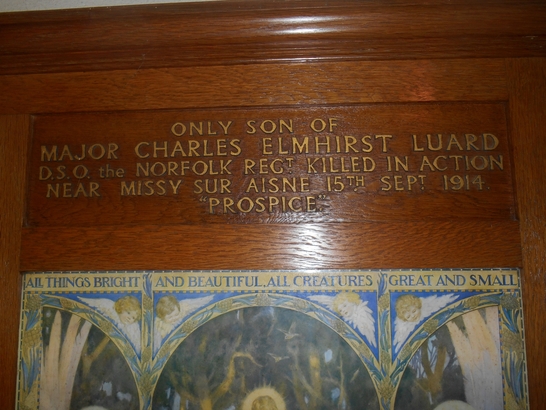 ONLY SON OF
MAJOR CHARLES ELMHIRST LUARD
D.S.O. the NORFOLK REGT. KILLED IN ACTION
NEAR MISSY SUR AISNE 15TH SEPT. 1914.
"PROSPICE."
ALL THINGS BRIGHT AND BEAUTIFUL, ALL CREATURES GREAT AND SMALL